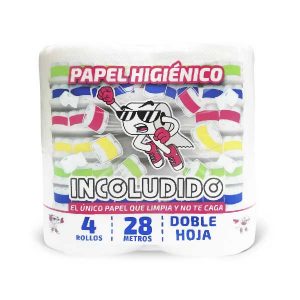 PAPEL HIGIÉNICO
INCOLUDIDO
EL ÚNICO PAPEL QUE LIMPIA Y NO TE CAGA
4
ROLLOS
28
METROS
DOBLE
HOJA